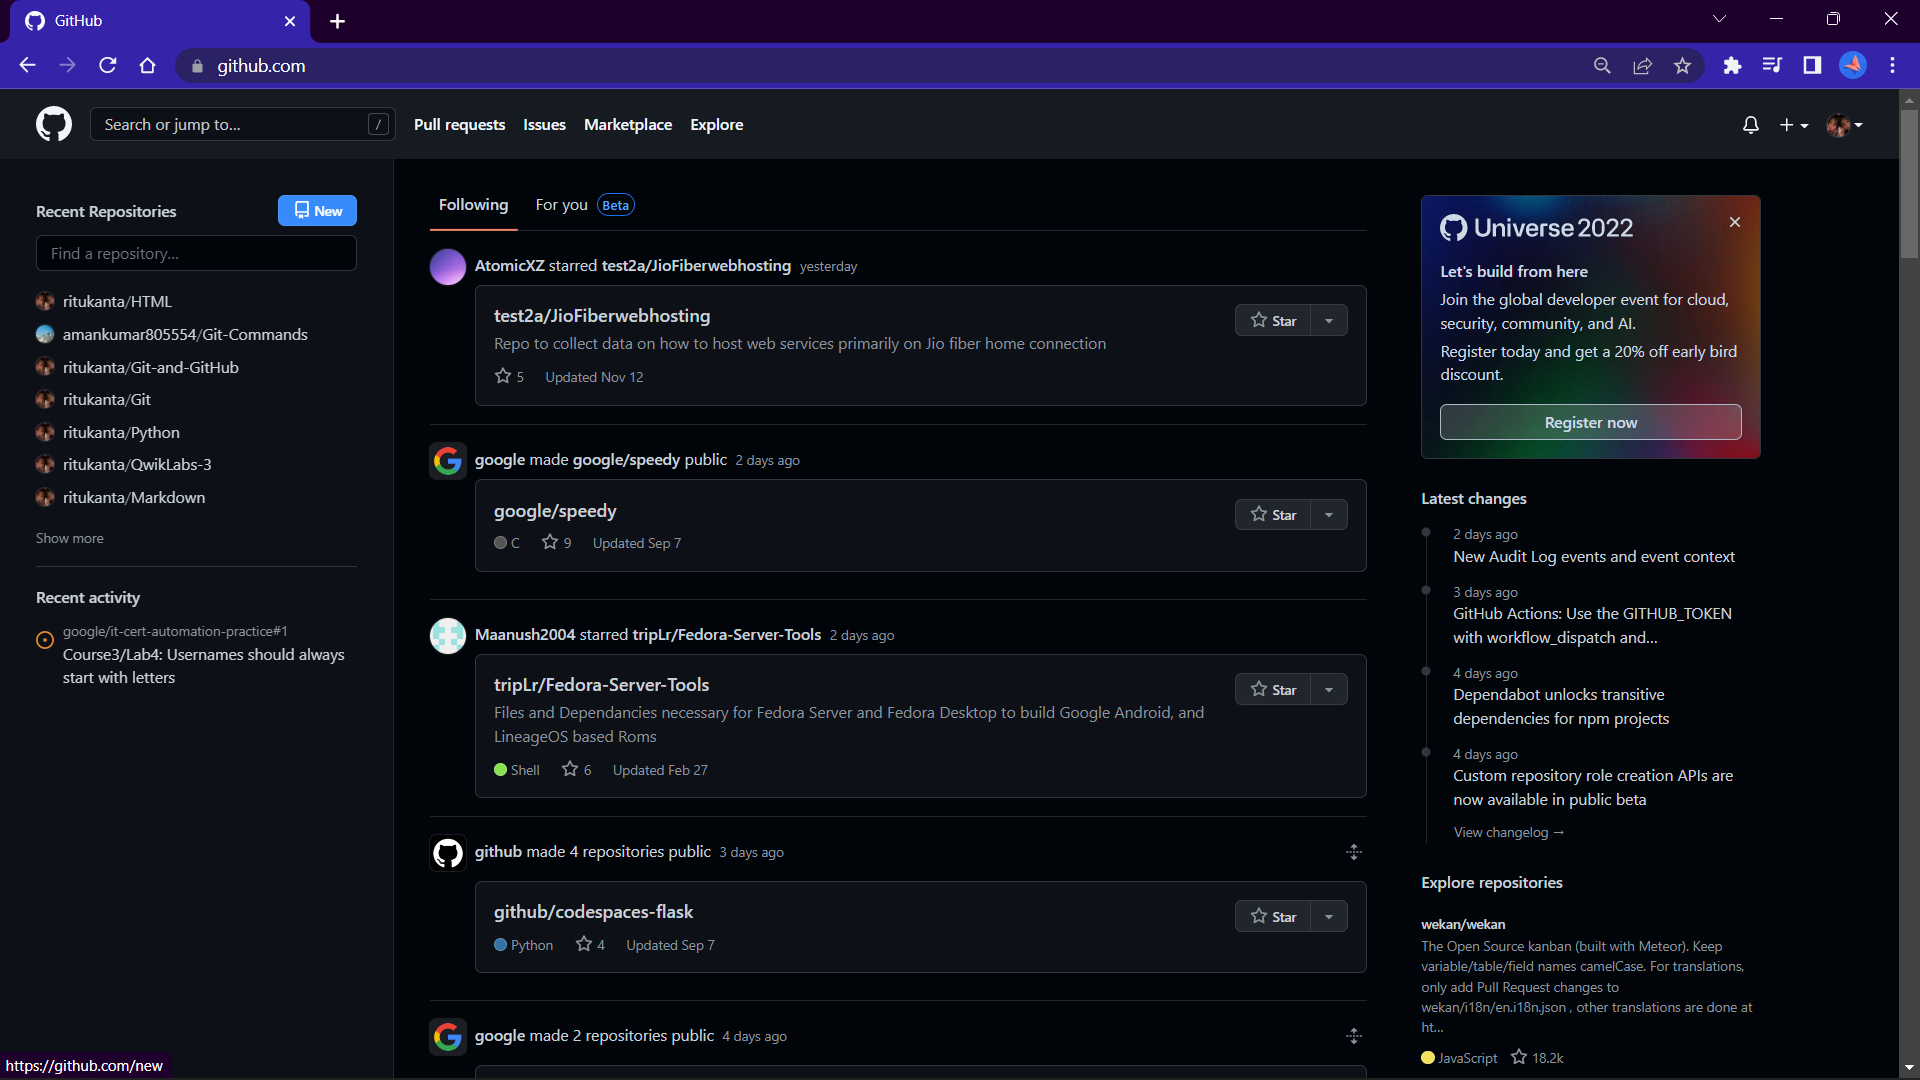 GitHub
github.com
Search or jump to...
/
Pull requests
Issues
Marketplace
Explore
Recent Repositories
New
Find a repository...
ritukanta/HTML
amankumar805554/Git-Commands
ritukanta/Git-and-GitHub
ritukanta/Git
ritukanta/Python
ritukanta/QwikLabs-3
ritukanta/Markdown
Show more
Recent activity
google/it-cert-automation-practice#1
Course3/Lab4: Usernames should always
start with letters
https://github.com/new
Following
For you
Beta
AtomicXZ starred test2a/JioFiberwebhosting yesterday
test2a/JioFiberwebhosting
Star
Repo to collect data on how to host web services primarily on Jio fiber home connection
5 Updated Nov 12
google made google/speedy public 2 days ago
google/speedy
Star
C 9 Updated Sep 7
Maanush2004 starred tripLr/Fedora-Server-Tools 2 days ago
tripLr/Fedora-Server-Tools
Star
Files and Dependancies necessary for Fedora Server and Fedora Desktop to build Google Android, and
LineageOS based Roms
Shell 6 Updated Feb 27
github made 4 repositories public 3 days ago
github/codespaces-flask
Star
Python 4 Updated Sep 7
google made 2 repositories public 4 days ago
Universe 2022
Let's build from here
Join the global developer event for cloud,
security, community, and AI.
Register today and get a 20% off early bird
discount.
Register now
Latest changes
2 days ago
New Audit Log events and event context
3 days ago
GitHub Actions: Use the GITHUB_TOKEN
with workflow_dispatch and...
4 days ago
Dependabot unlocks transitive
dependencies for npm projects
4 days ago
Custom repository role creation APIs are
now available in public beta
View changelog →
Explore repositories
wekan/wekan
The Open Source kanban (built with Meteor). Keep
variable/table/field names camelCase. For translations,
only add Pull Request changes to
wekan/i18n/en.i18n.json , other translations are done at
ht...
JavaScript 18.2k